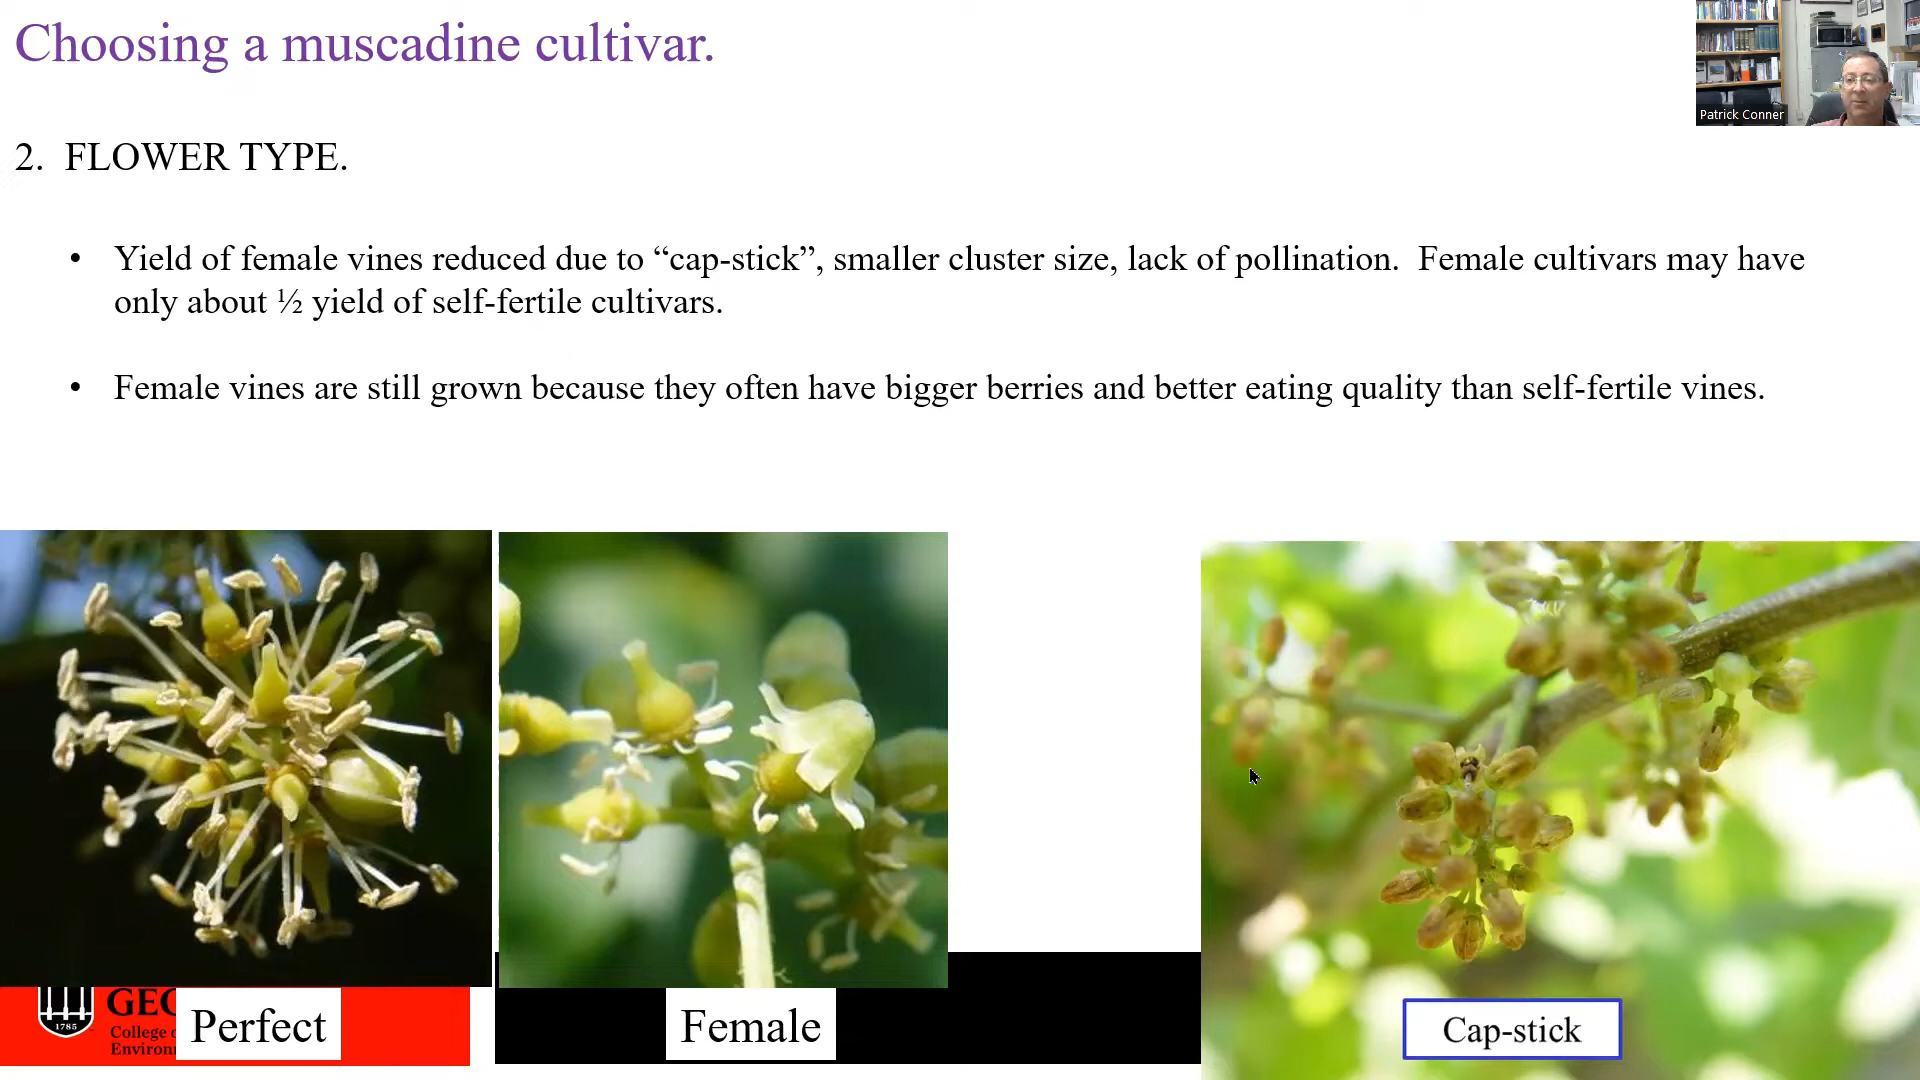 Choosing a muscadine cultivar.
Patrick Conner
2. FLOWER TYPE.
• Yield of female vines reduced due to “cap-stick”, smaller cluster size, lack of pollination. Female cultivars may have
only about ½ yield of self-fertile cultivars.
• Female vines are still grown because they often have bigger berries and better eating quality than self-fertile vines.
1785
College
Environ
Perfect
Female
Cap-stick